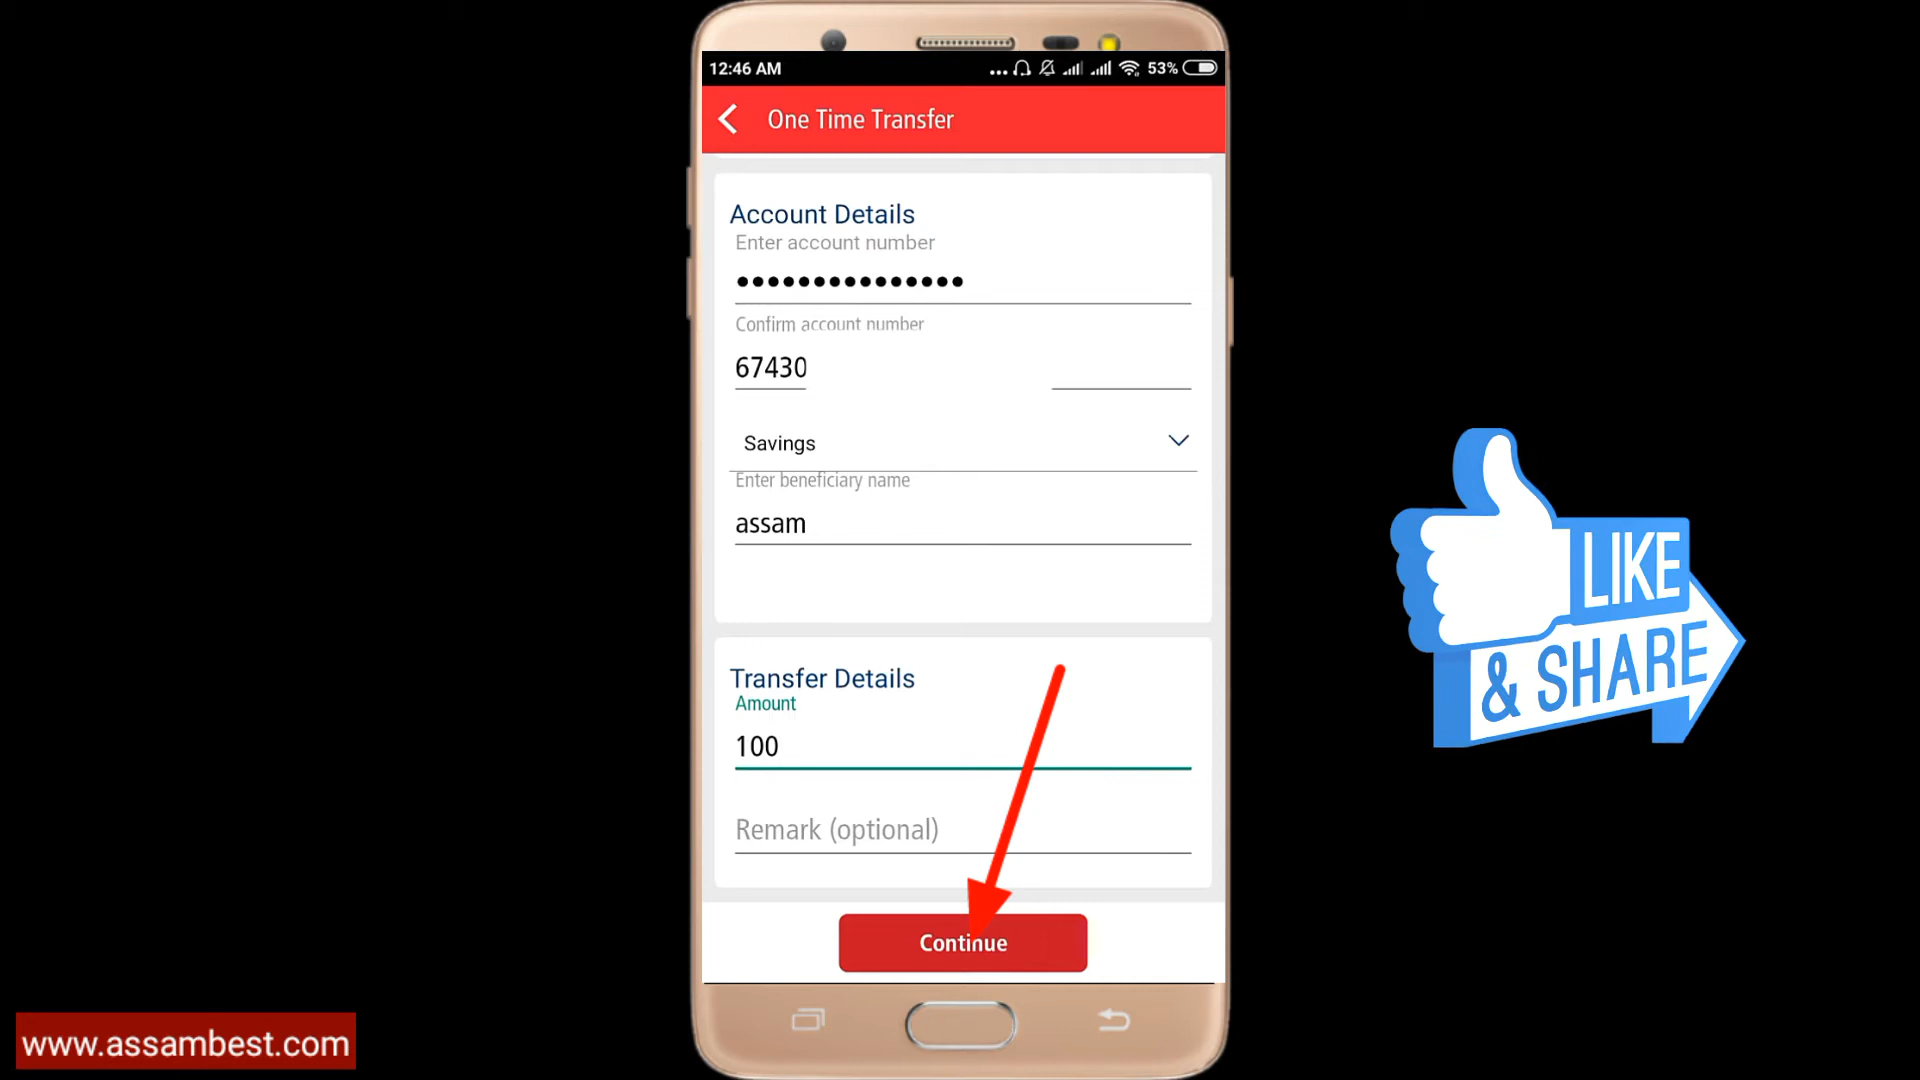 12:46 AM
53%
One Time Transfer
Account Details
Enter account number
●●●●●●●●●●●●●●●
Confirm account number
67430
Savings
Enter beneficiary name
assam
Transfer Details
Amount
100
Remark (optional)
Continue
LIKE
& SHARE
www.assambest.com